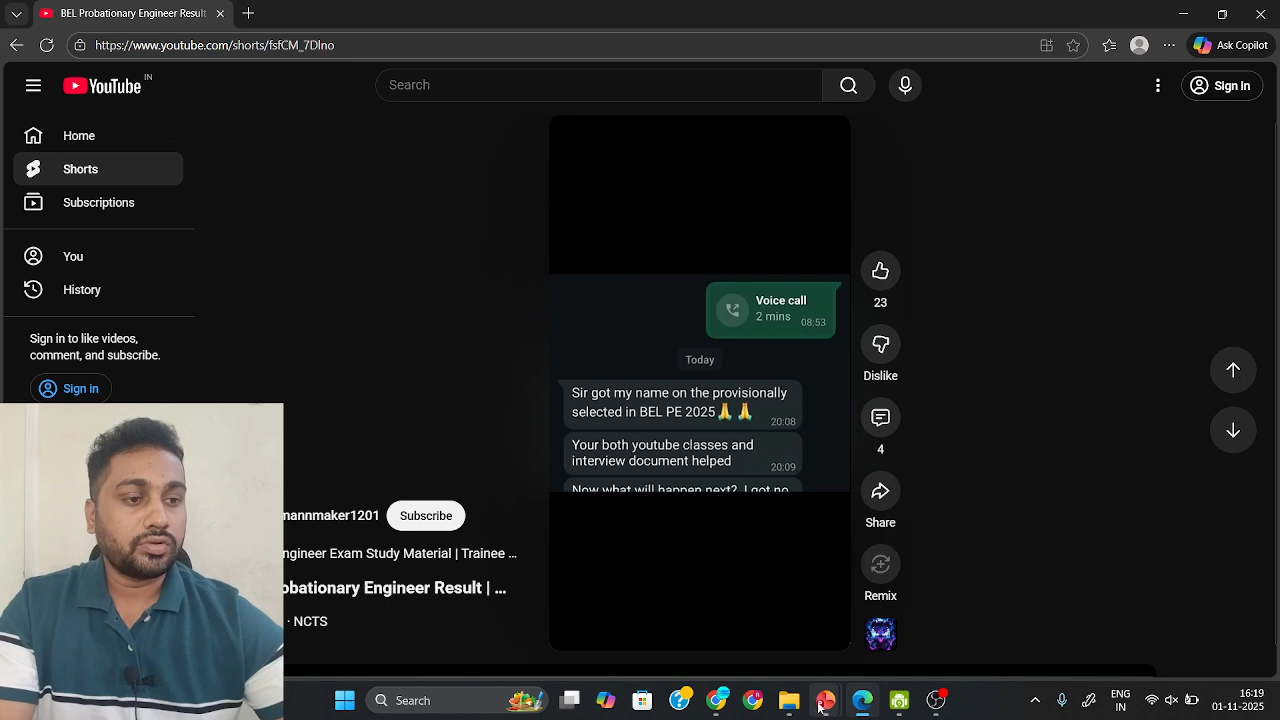 BEL Probationary Engineer Result
https://www.youtube.com/shorts/fsfCM_7Dlno
Ask Copilot
YouTube IN
Search
Sign in
Home
Shorts
Subscriptions
You
History
Sign in to like videos,
comment, and subscribe.
Sign in
Voice call
2 mins
08:53
Today
Sir got my name on the provisionally
selected in BEL PE 2025🙏🙏
20:08
Your both youtube classes and
interview document helped
20:09
Now what will happen next? I got no
23
Dislike
4
Share
Remix
mannmaker1201
Subscribe
ngineer Exam Study Material | Trainee ...
obationary Engineer Result | ...
· NCTS
Search
ENG
IN
16:19
01-11-2025